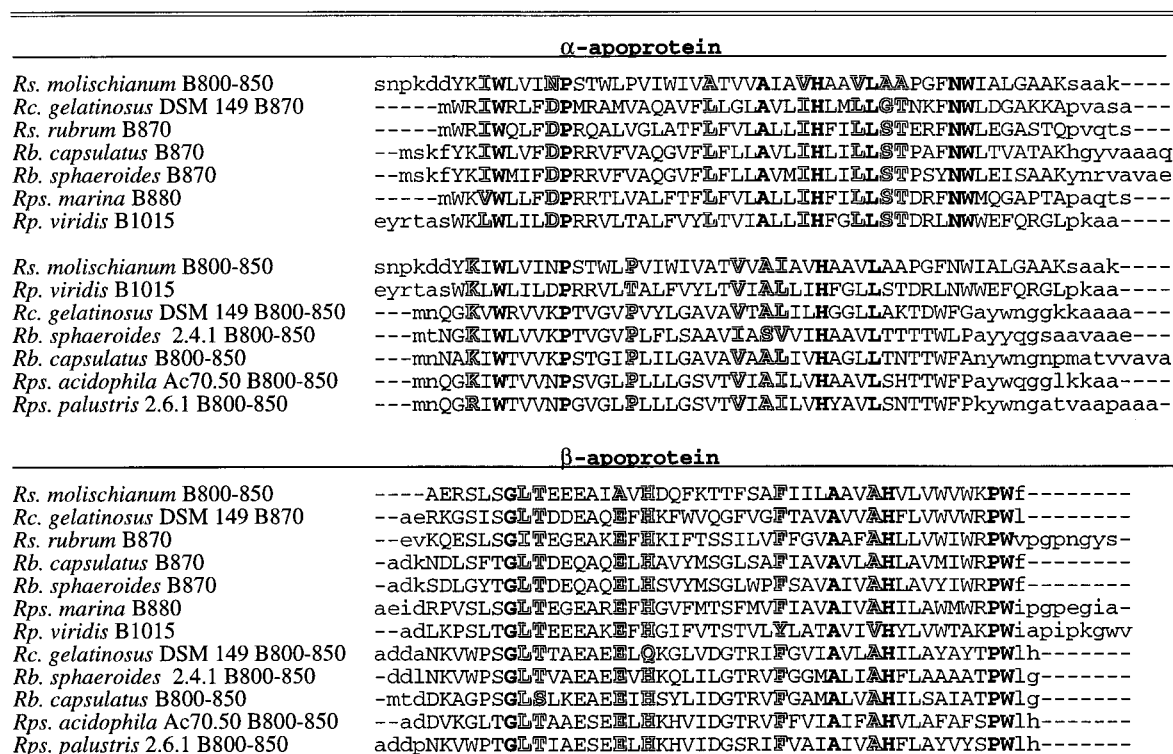 α-apoprotein
Rs. molischianum B800-850 snpkddYKIWLVINPSTWLPVIWIVATVVAIAVHAAVLAAPGFNWIALGAAKsaak----
Rc. gelatinosus DSM 149 B870 -----mWRIWRLFDPMRAMVAQAVFLLGLAVLIHLMLLGTNKFNWLDGAKKApvasa-
Rs. rubrum B870 -----mWRIWQLFDPRQALVGLATFLFVLALLIHFILLSTERFNWLEGASTQpvqts--
Rb. capsulatus B870 --mskfYKIWLVFDPRRVFVAQGVFLFLLAVLIHLILLSTPAFNWLTVATAKhgyvaaaq
Rb. sphaeroides B870 --mskfYKIWMIFDPRRVFVAQGVFLFLLAVMIHLILLSTPSYNWLEISAAKynrvavae
Rps. marina B880 -----mWKVWLLFDPRRTLVALFTFLFVLALLIHFILLSTDRFNWMQGAPTApaqts--
Rp. viridis B1015 eyrtasWKLWLILDPRRVLTALFVYLTVIALLIHFGLLSTDRLNWWEFQRGLpkaa---
Rs. molischianum B800-850 snpkddYKIWLVINPSTWLPVIWIVATVVAIAVHAAVLAAPGFNWIALGAAKsaak----
Rp. viridis B1015 eyrtasWKLWLILDPRRVLTALFVYLTVIALLIHFGLLSTDRLNWWEFQRGLpkaa----
Rc. gelatinosus DSM 149 B800-850 ---mnQGKVWRVVKPTVGVPVYLGAVAVTALILHGGLLAKTDWFGaywnggkkaaaa--
Rb. sphaeroides 2.4.1 B800-850 ---mtNGKIWLVVKPTVGVPLFLSAAVIASVVIHAAVLTTTTWLPayyqgsaavaae---
Rb. capsulatus B800-850 ---mnNAKIWTVVKPSTGIPLILGAVAVAALIVHAGLLTNTTWFAnywngnpmatvvava
Rps. acidophila Ac70.50 B800-850 ---mnQGKIWTVVNPSVGLPLLLGSVTVIAILVHAAVLSHTTWFPaywqgglkkaa----
Rps. palustris 2.6.1 B800-850 ---mnQGRIWTVVNPGVGLPLLLGSVTVIAILVHYAVLSNTTWFPkywngatvaapaaa-
β-apoprotein
Rs. molischianum B800-850 ----AERSLSGLTEEEAIAVHDQFKTTFSAFIILAAVAHVLVWVWKPWf--------
Rc. gelatinosus DSM 149 B870 --aeRKGSISGLTDDEAQEFHKFWVQGFVGFTAVAVVAHFLVWVWRPWl--------
Rs. rubrum B870 --evKQESLSGITEGEAKEFHKIFTSSILVFFGVAAFAHLLVWIWRPWvpgpngys-
Rb. capsulatus B870 -adkNDLSFTGLTDEQAQELHAVYMSGLSAFIAVAVLAHLAVMIWRPWf--------
Rb. sphaeroides B870 -adkSDLGYTGLTDEQAQELHSVYMSGLWPFSAVAIVAHLAVYIWRPWf--------
Rps. marina B880 aeidRPVSLSGLTEGEAREFHGVFMTSFMVFIAVAIVAHILAWMWRPWipgpegia-
Rp. viridis B1015 --adLKPSLTGLTEEEAKEFHGIFVTSTVLYLATAVIVHYLVWTAKPWiapipkgwv
Rc. gelatinosus DSM 149 B800-850 addaNKVWPSGLTTAEAEELQKGLVDGTRIFGVIAVLAHILAYAYTPWlh-------
Rb. sphaeroides 2.4.1 B800-850 -ddlNKVWPSGLTVAEAEEVHKQLILGTRVFGGMALIAHFLAAAATPWlg-------
Rb. capsulatus B800-850 -mtdDKAGPSGLSLKEAEEIHSYLIDGTRVFGAMALVAHILSAIATPWlg-------
Rps. acidophila Ac70.50 B800-850 --adDVKGLTGLTAAESEELHKHVIDGTRVFFVIAIFAHVLAFAFSPWlh-------
Rps. palustris 2.6.1 B800-850 addpNKVWPTGLTIAESEELHKHVIDGSRIFVAIAIVAHFLAYVYSPWlh-------